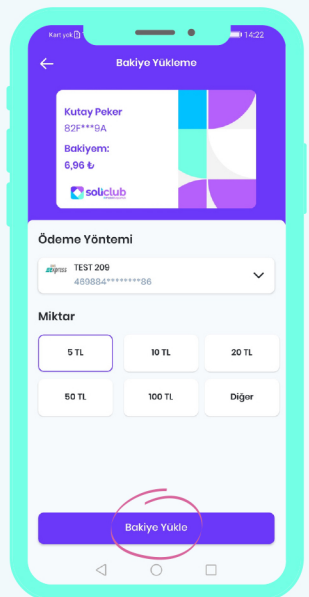 Kart yok
14:22
Bakiye Yükleme
Kutay Peker
82F***9A
Bakiyem:
6,96 ₺
soliclub
Ödeme Yöntemi
TEST 209
469884********86
Miktar
5 TL
10 TL
20 TL
50 TL
100 TL
Diğer
Bakiye Yükle